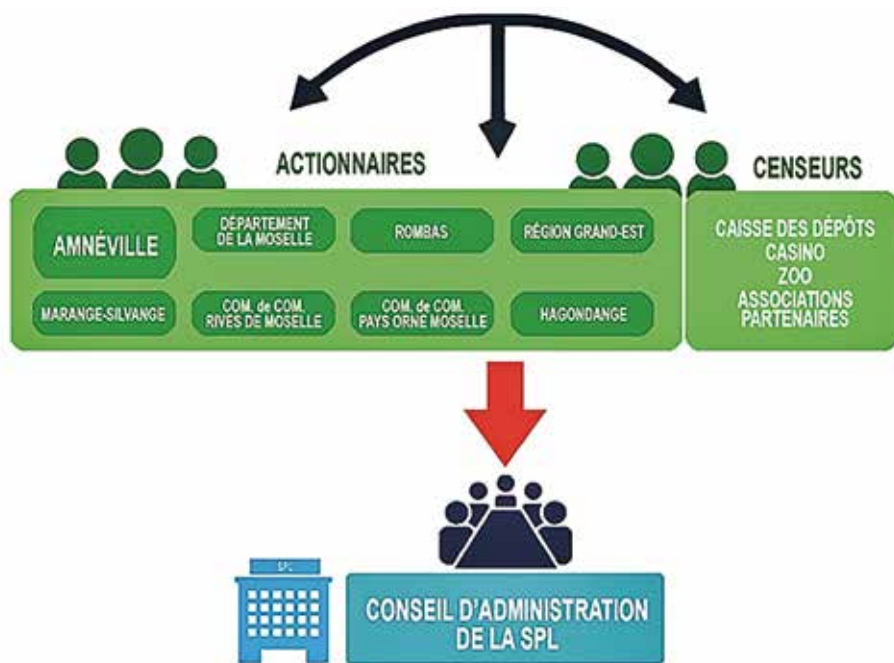 ACTIONNAIRES
CENSEURS
AMNÉVILLE
DÉPARTEMENT
DE LA MOSELLE
ROMBAS
RÉGION GRAND-EST
MARANGE-SILVANGE
COM. de COM.
RIVES DE MOSELLE
COM. de COM.
PAYS ORNE MOSELLE
HAGONDANGE
CAISSE DES DÉPÔTS
CASINO
ZOO
ASSOCIATIONS
PARTENAIRES
SPL
CONSEIL D'ADMINISTRATION
DE LA SPL